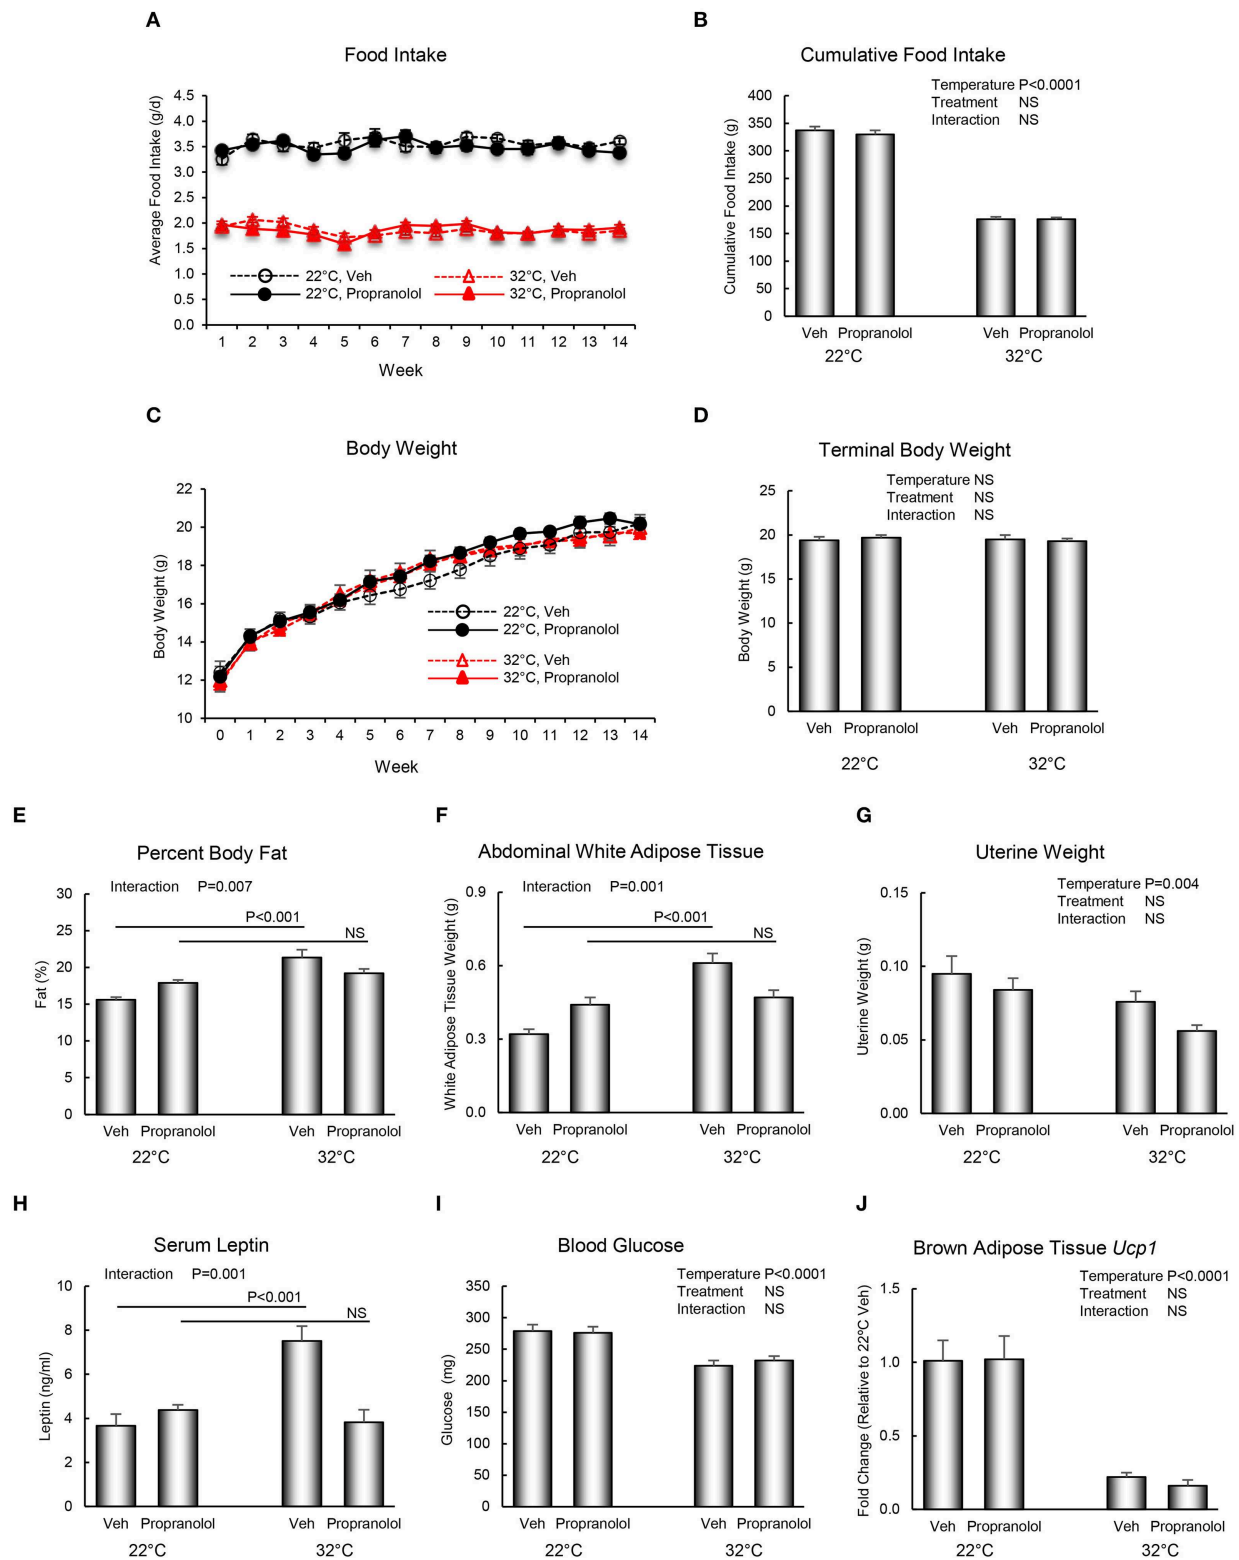 A
Food Intake
Average Food Intake (g/d)
4.5
4.0
3.5
3.0
2.5
2.0
1.5
1.0
0.5
0.0
22°C, Veh
32°C, Veh
22°C, Propranolol
32°C, Propranolol
1 2 3 4 5 6 7 8 9 10 11 12 13 14
Week
B
Cumulative Food Intake
Temperature P<0.0001
Treatment NS
Interaction NS
Cumulative Food Intake (g)
400
350
300
250
200
150
100
50
0
Veh Propranolol Veh Propranolol
22°C 32°C
C
Body Weight
Body Weight (g)
22
20
18
16
14
12
10
22°C, Veh
22°C, Propranolol
32°C, Veh
32°C, Propranolol
0 1 2 3 4 5 6 7 8 9 10 11 12 13 14
Week
D
Terminal Body Weight
Temperature NS
Treatment NS
Interaction NS
Body Weight (g)
25
20
15
10
5
0
Veh Propranolol Veh Propranolol
22°C 32°C
E
Percent Body Fat
Interaction P=0.007
P<0.001
NS
Fat (%)
30
25
20
15
10
5
0
Veh Propranolol Veh Propranolol
22°C 32°C
F
Abdominal White Adipose Tissue
Interaction P=0.001
P<0.001
NS
White Adipose Tissue Weight (g)
0.9
0.6
0.3
0.0
Veh Propranolol Veh Propranolol
22°C 32°C
G
Uterine Weight
Temperature P=0.004
Treatment NS
Interaction NS
Uterine Weight (g)
0.15
0.10
0.05
0.00
Veh Propranolol Veh Propranolol
22°C 32°C
H
Serum Leptin
Interaction P=0.001
P<0.001
NS
Leptin (ng/ml)
10
8
6
4
2
0
Veh Propranolol Veh Propranolol
22°C 32°C
I
Blood Glucose
Temperature P<0.0001
Treatment NS
Interaction NS
Glucose (mg)
350
300
250
200
150
100
50
0
Veh Propranolol Veh Propranolol
22°C 32°C
J
Brown Adipose Tissue Ucp1
Temperature P<0.0001
Treatment NS
Interaction NS
Fold Change (Relative to 22ºC Veh)
1.5
1.0
0.5
0.0
Veh Propranolol Veh Propranolol
22°C 32°C